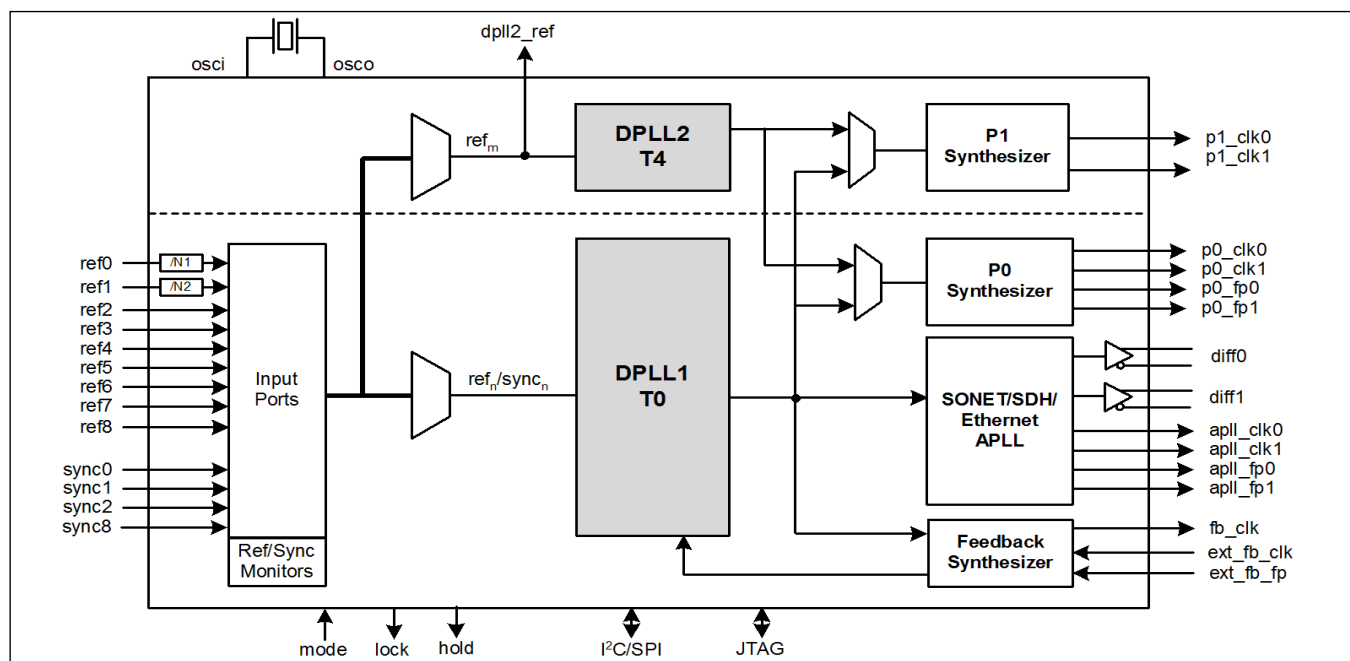 dpll2_ref
osci
osco
DPLL2
T4
refm
P1
Synthesizer
p1_clk0
p1_clk1
ref0
/N1
ref1
/N2
ref2
ref3
ref4
ref5
ref6
ref7
ref8
sync0
sync1
sync2
sync8
Input
Ports
Ref/Sync
Monitors
refn/syncn
DPLL1
T0
P0
Synthesizer
p0_clk0
p0_clk1
p0_fp0
p0_fp1
SONET/SDH/
Ethernet
APLL
diff0
diff1
apll_clk0
apll_clk1
apll_fp0
apll_fp1
Feedback
Synthesizer
fb_clk
ext_fb_clk
ext_fb_fp
mode
lock
hold
I²C/SPI
JTAG